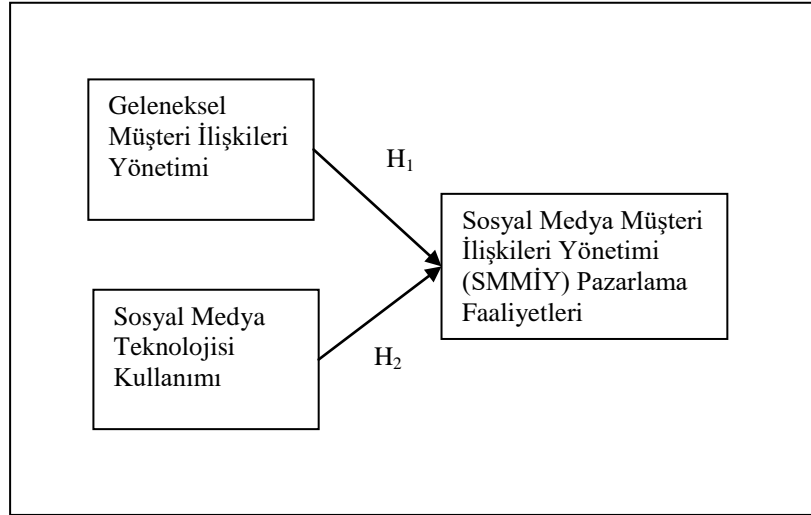 Geleneksel
Müşteri İlişkileri
Yönetimi
H₁
Sosyal Medya Müşteri
İlişkileri Yönetimi
(SMMİY) Pazarlama
Faaliyetleri
Sosyal Medya
Teknolojisi
Kullanımı
H₂